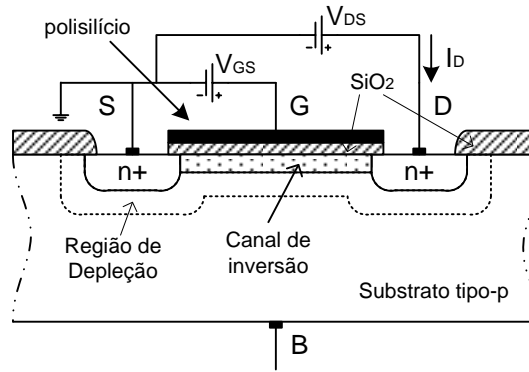 polisilício
VDS
VGS
ID
SiO2
S
G
D
n+
n+
Região de
Depleção
Canal de
inversão
Substrato tipo-p
B